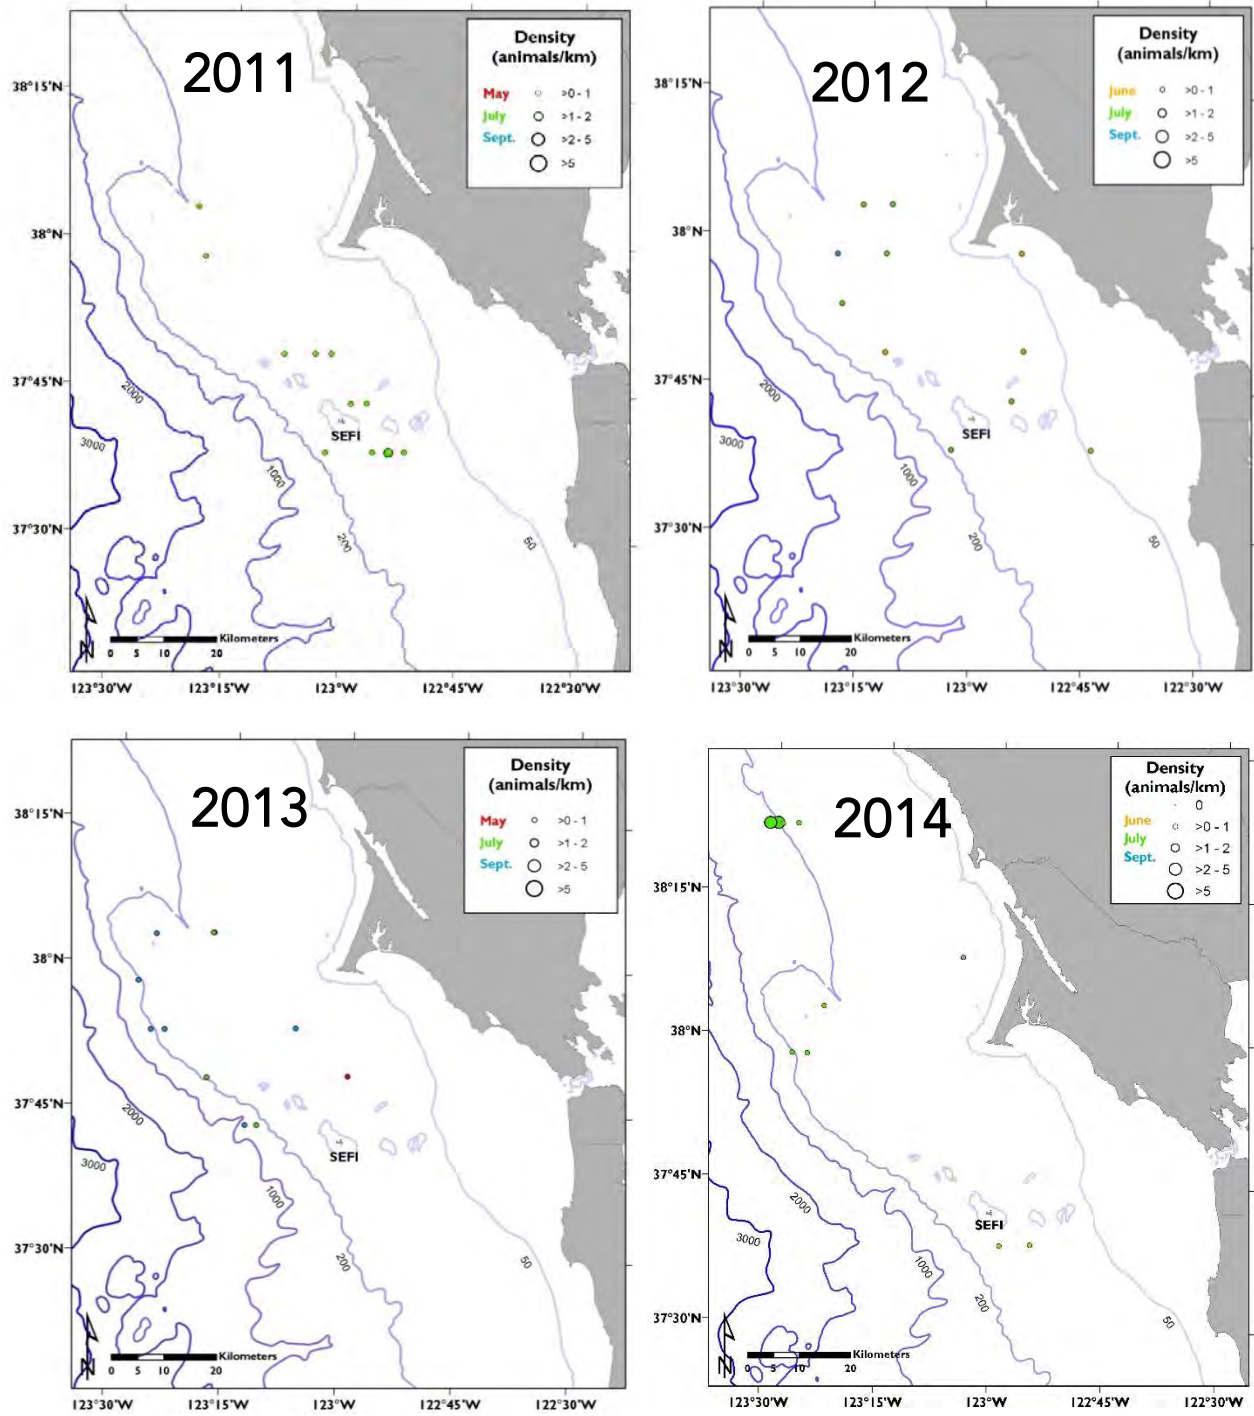 2011
Density
(animals/km)
May >0 - 1
July >1 - 2
Sept. >2 - 5
>5
38°15'N
38°N
37°45'N
37°30'N
2000
3000
1000
200
50
SEFI
N
Kilometers
0 5 10 20
123°30'W 123°15'W 123°W 122°45'W 122°30'W
2012
Density
(animals/km)
June >0 - 1
July >1 - 2
Sept. >2 - 5
>5
38°15'N
38°N
37°45'N
37°30'N
2000
3000
1000
200
50
SEFI
N
Kilometers
0 5 10 20
123°30'W 123°15'W 123°W 122°45'W 122°30'W
2013
Density
(animals/km)
May >0 - 1
July >1 - 2
Sept. >2 - 5
>5
38°15'N
38°N
37°45'N
37°30'N
2000
3000
1000
200
50
SEFI
N
Kilometers
0 5 10 20
123°30'W 123°15'W 123°W 122°45'W 122°30'W
2014
Density
(animals/km)
0
June >0 - 1
July >1 - 2
Sept. >2 - 5
>5
38°15'N
38°N
37°45'N
37°30'N
2000
3000
1000
200
50
SEFI
N
Kilometers
0 5 10 20
123°30'W 123°15'W 123°W 122°45'W 122°30'W